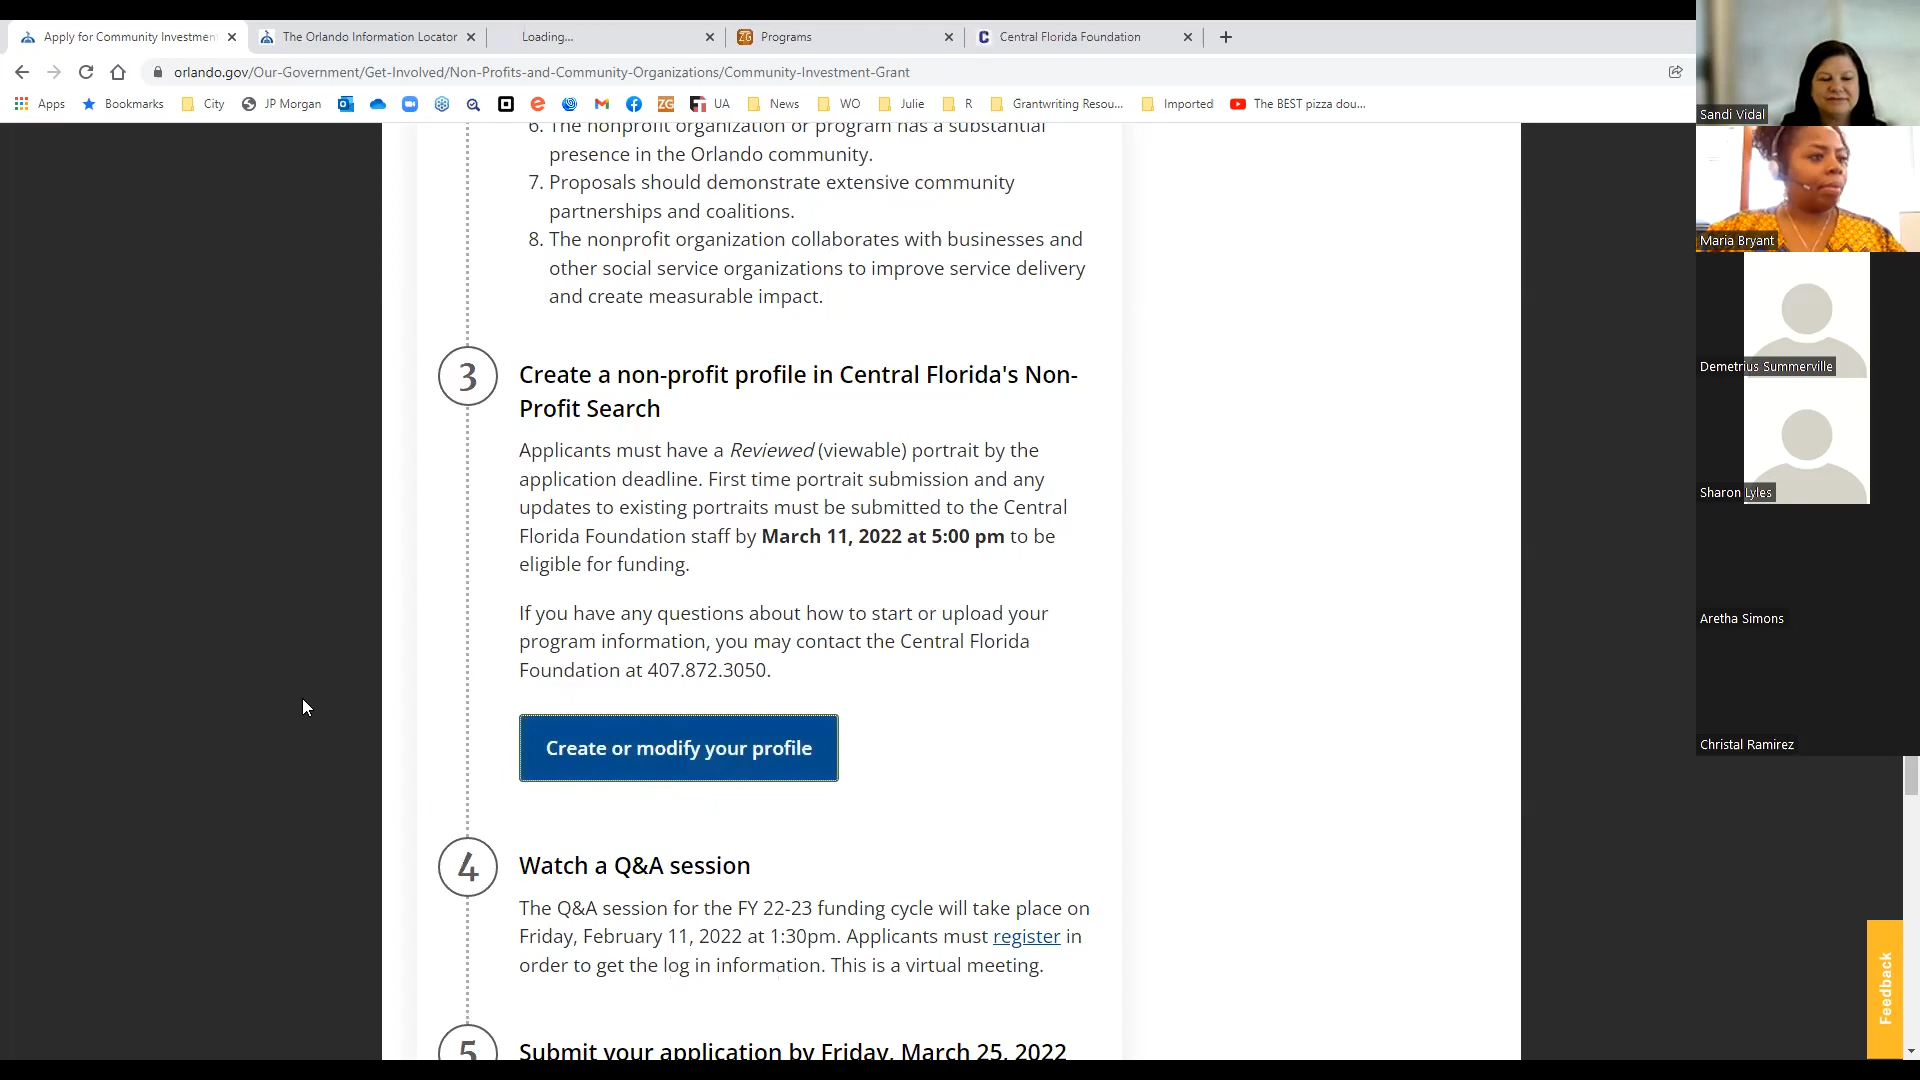 Apply for Community Investment
The Orlando Information Locator
Loading...
Programs
Central Florida Foundation
orlando.gov/Our-Government/Get-Involved/Non-Profits-and-Community-Organizations/Community-Investment-Grant
Apps
Bookmarks
City
JP Morgan
UA
News
WO
Julie
R
Grantwriting Resou...
Imported
The BEST pizza dou...
6. The nonprofit organization or program has a substantial
presence in the Orlando community.
7. Proposals should demonstrate extensive community
partnerships and coalitions.
8. The nonprofit organization collaborates with businesses and
other social service organizations to improve service delivery
and create measurable impact.
3
Create a non-profit profile in Central Florida's Non-
Profit Search
Applicants must have a Reviewed (viewable) portrait by the
application deadline. First time portrait submission and any
updates to existing portraits must be submitted to the Central
Florida Foundation staff by March 11, 2022 at 5:00 pm to be
eligible for funding.
If you have any questions about how to start or upload your
program information, you may contact the Central Florida
Foundation at 407.872.3050.
Create or modify your profile
4
Watch a Q&A session
The Q&A session for the FY 22-23 funding cycle will take place on
Friday, February 11, 2022 at 1:30pm. Applicants must register in
order to get the log in information. This is a virtual meeting.
5
Submit your application by Friday, March 25, 2022
Sandi Vidal
Maria Bryant
Demetrius Summerville
Sharon Lyles
Aretha Simons
Christal Ramirez
Feedback